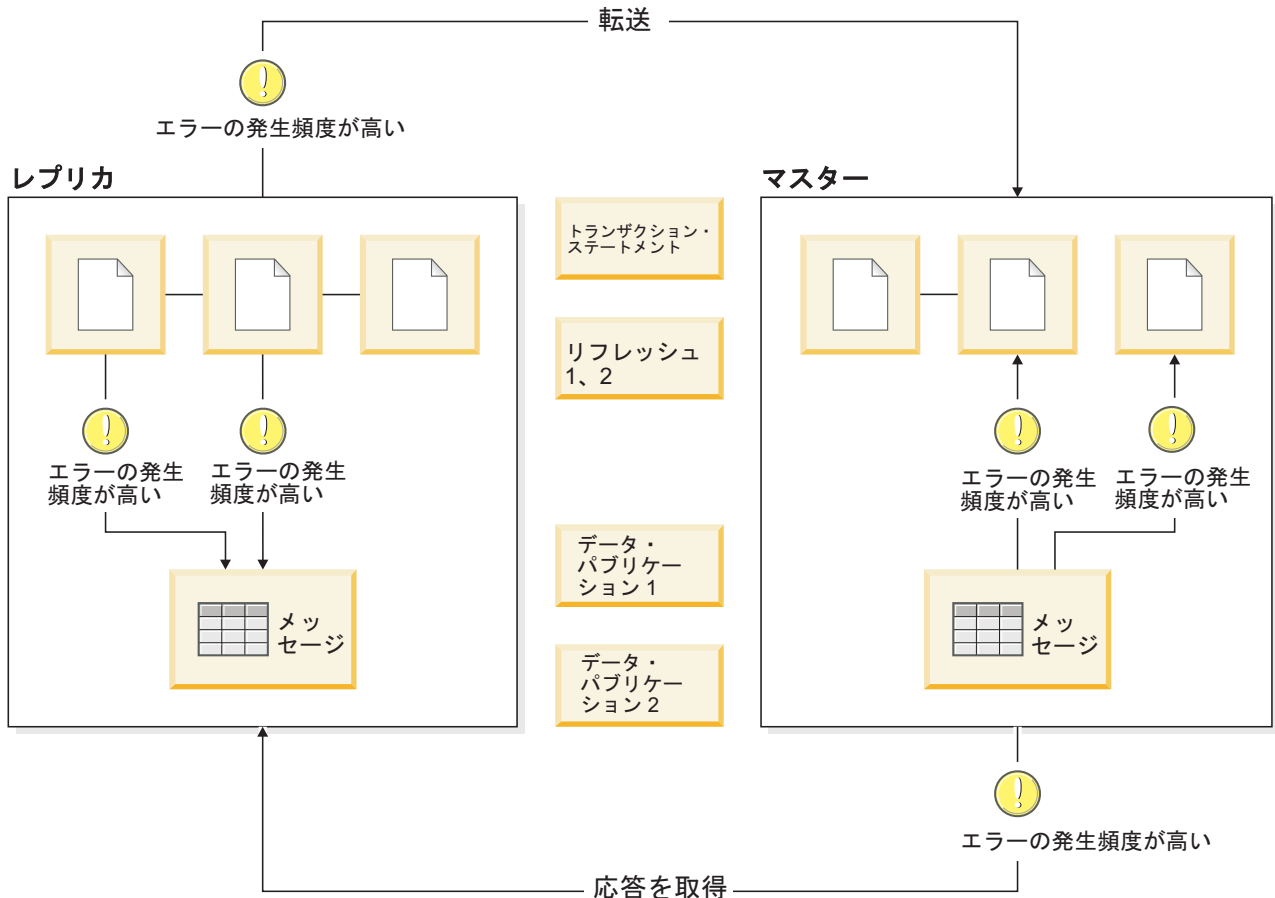 転送
エラーの発生頻度が高い
レプリカ
マスター
トランザクション・
ステートメント
リフレッシュ
1、2
エラーの発生
頻度が高い
エラーの発生
頻度が高い
エラーの発生
頻度が高い
エラーの発生
頻度が高い
データ・
パブリケー
ション 1
メッ
セージ
メッ
セージ
データ・
パブリケー
ション 2
エラーの発生頻度が高い
応答を取得